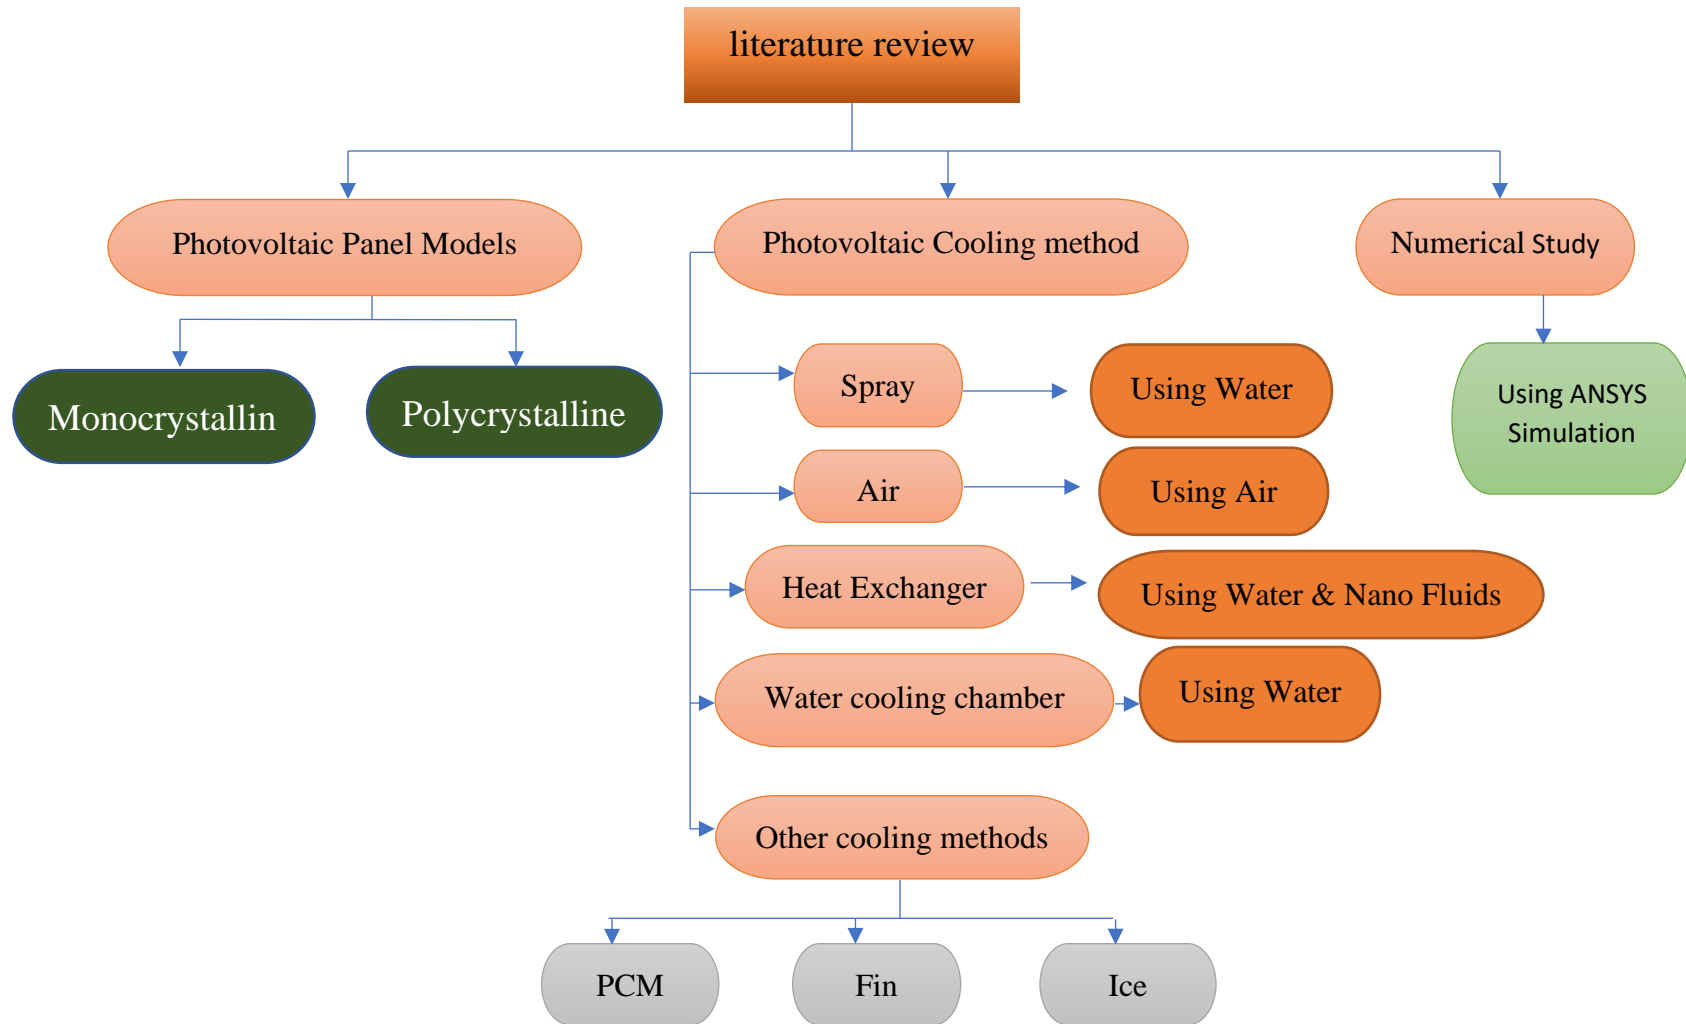 literature review
Photovoltaic Panel Models
Photovoltaic Cooling method
Numerical Study
Monocrystallin
Polycrystalline
Spray
Using Water
Using ANSYS
Simulation
Air
Using Air
Heat Exchanger
Using Water & Nano Fluids
Water cooling chamber
Using Water
Other cooling methods
PCM
Fin
Ice